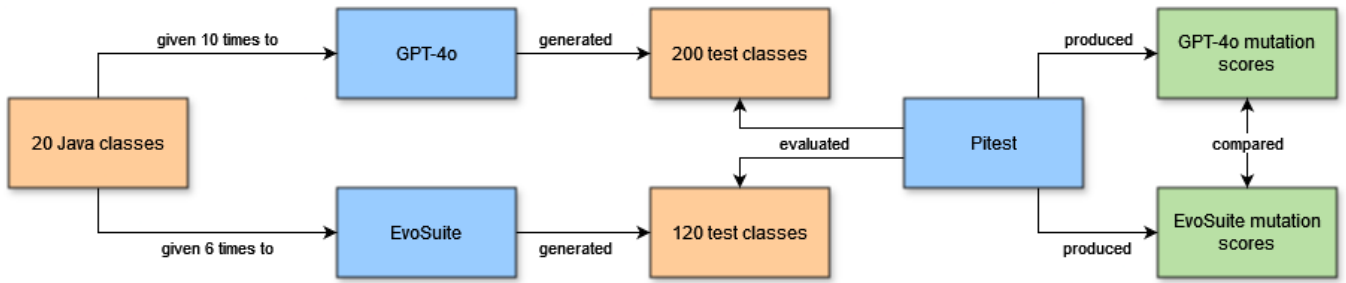 given 10 times to
GPT-4o
generated
200 test classes
produced
GPT-4o mutation
scores
20 Java classes
evaluated
Pitest
compared
given 6 times to
EvoSuite
generated
120 test classes
produced
EvoSuite mutation
scores